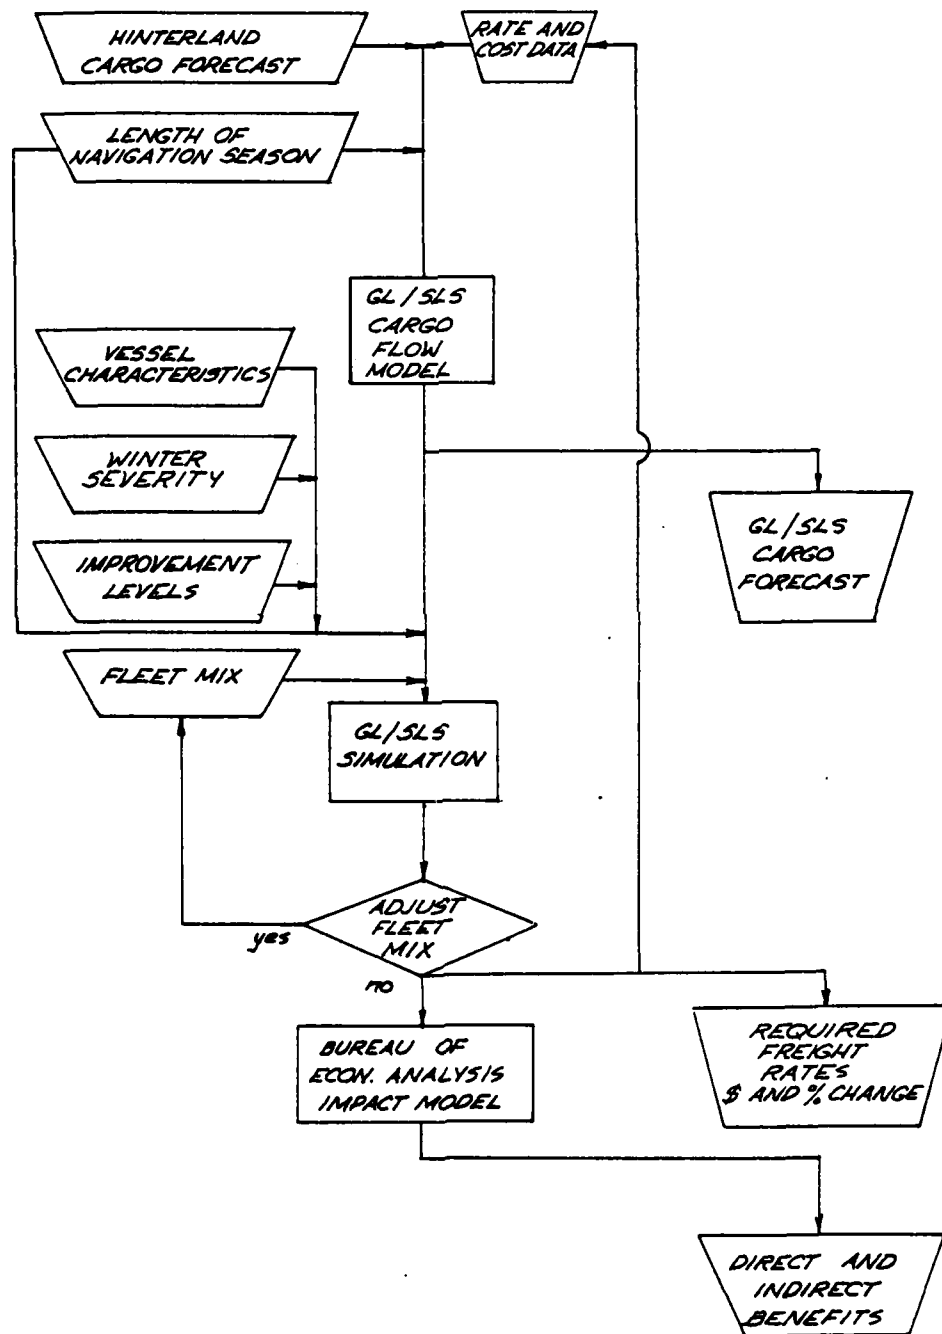 HINTERLAND
CARGO FORECAST
RATE AND
COST DATA
LENGTH OF
NAVIGATION SEASON
GL/SLS
CARGO
FLOW
MODEL
VESSEL
CHARACTERISTICS
WINTER
SEVERITY
GL/SLS
CARGO
FORECAST
IMPROVEMENT
LEVELS
FLEET MIX
GL/SLS
SIMULATION
ADJUST
FLEET
MIX
yes
no
BUREAU OF
ECON. ANALYSIS
IMPACT MODEL
REQUIRED
FREIGHT
RATES
$ AND % CHANGE
DIRECT AND
INDIRECT
BENEFITS